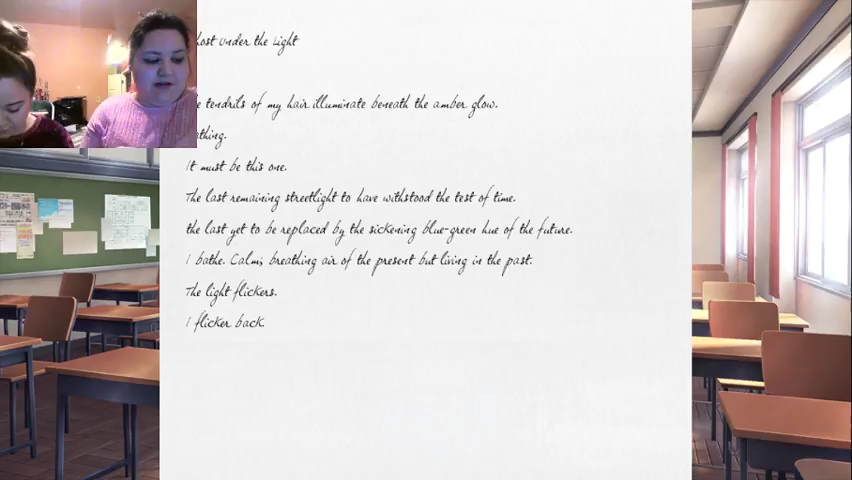 host Under the Light
e tendrils of my hair illuminate beneath the amber glow.
athing.
It must be this one.
The last remaining streetlight to have withstood the test of time.
the last yet to be replaced by the sickening blue-green hue of the future.
I bathe. Calm; breathing air of the present but living in the past.
The light flickers.
I flicker back.